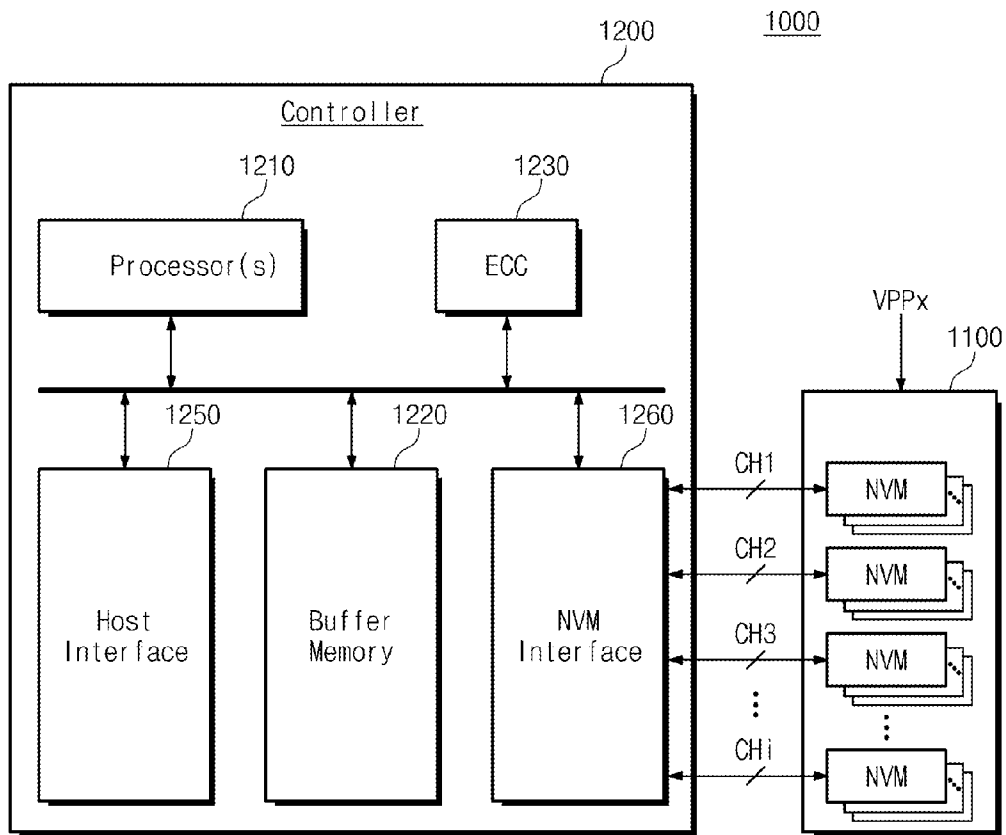 1000
1200
Controller
1210
1230
Processor(s)
ECC
VPPx
1100
1250
1220
1260
Host
Interface
Buffer
Memory
NVM
Interface
CH1
NVM
CH2
NVM
CH3
NVM
CHi
NVM